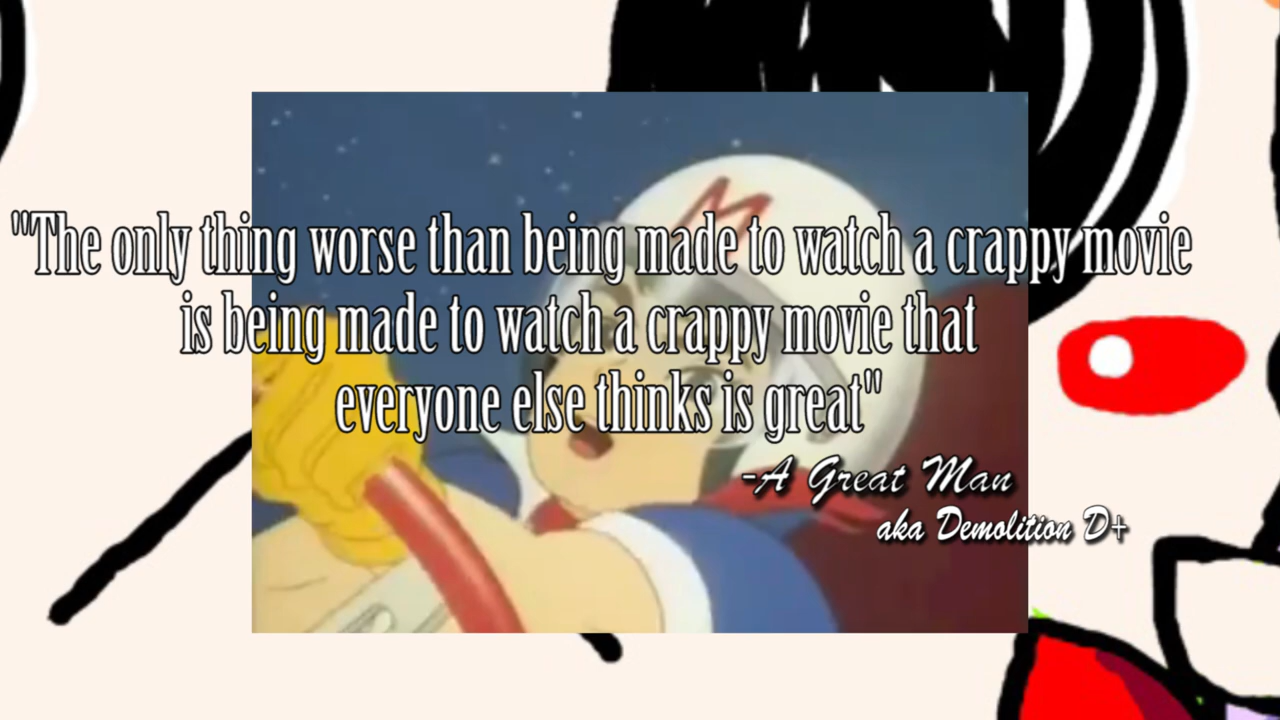 M
"The only thing worse than being made to watch a crappy movie
is being made to watch a crappy movie that
everyone else thinks is great"
-A Great Man
aka Demolition D+